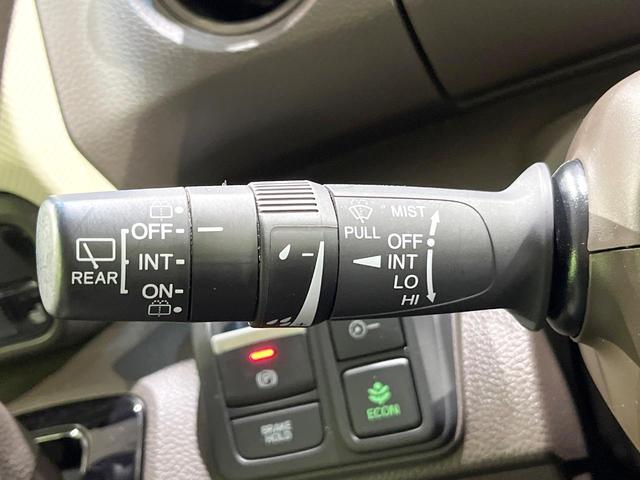 REAR
OFF
INT
ON
PULL
MIST
OFF
INT
LO
HI
BRAKE
HOLD
ECON